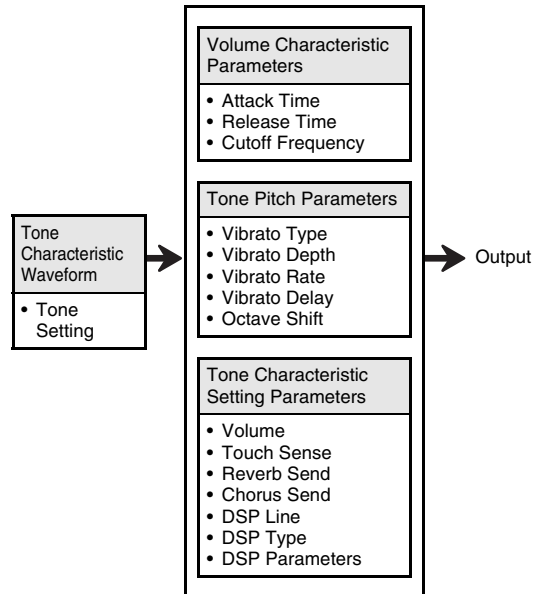 Tone
Characteristic
Waveform
• Tone
Setting
Volume Characteristic
Parameters
• Attack Time
• Release Time
• Cutoff Frequency
Tone Pitch Parameters
• Vibrato Type
• Vibrato Depth
• Vibrato Rate
• Vibrato Delay
• Octave Shift
Tone Characteristic
Setting Parameters
• Volume
• Touch Sense
• Reverb Send
• Chorus Send
• DSP Line
• DSP Type
• DSP Parameters
Output